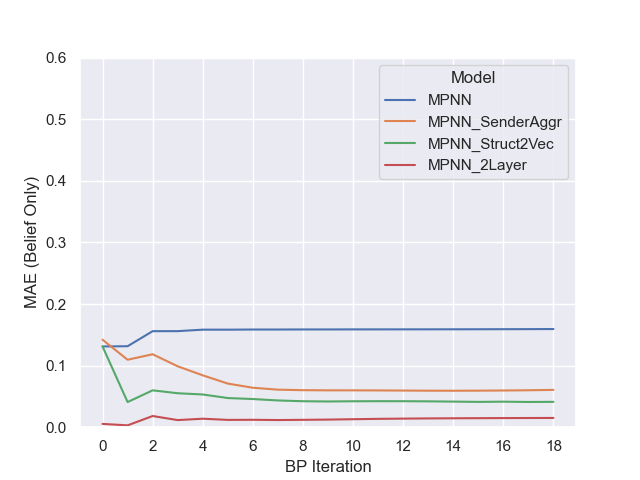 0.6
0.5
0.4
0.3
0.2
0.1
0.0
MAE (Belief Only)
Model
MPNN
MPNN_SenderAggr
MPNN_Struct2Vec
MPNN_2Layer
0 2 4 6 8 10 12 14 16 18
BP Iteration